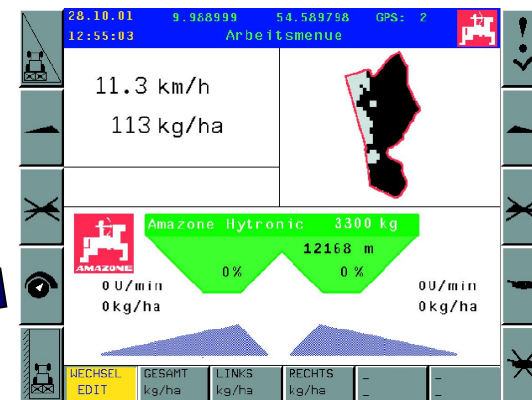 28.10.01 9.988999 54.589798 GPS: 2
12:55:03 Arbeitsmenue
11.3 km/h
113 kg/ha
Amazone Hytronic 3300 kg
12168 m
AMAZONE
0% 0%
0U/min 0U/min
0kg/ha 0kg/ha
WECHSEL GESAMT LINKS RECHTS _ _
EDIT kg/ha kg/ha kg/ha _ _